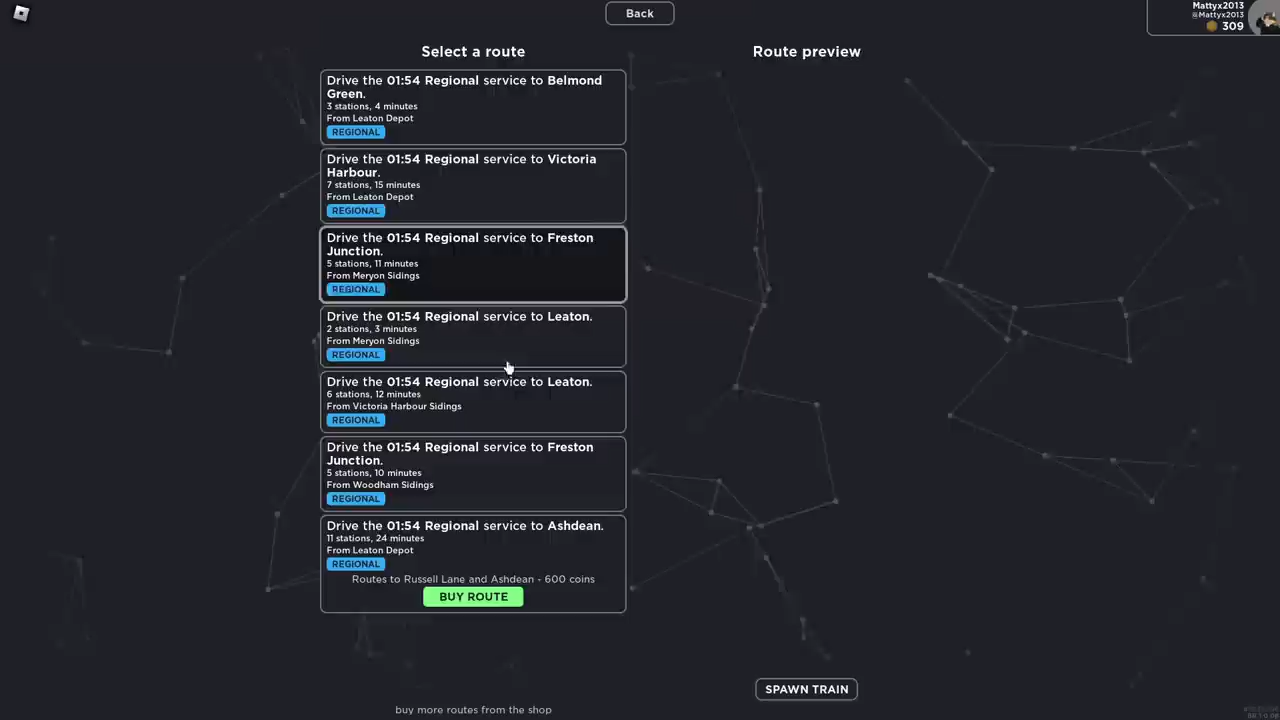 Back
Mattyx2013
@Mattyx2013
309
Select a route
Route preview
Drive the 01:54 Regional service to Belmond
Green.
3 stations, 4 minutes
From Leaton Depot
REGIONAL
Drive the 01:54 Regional service to Victoria
Harbour.
7 stations, 15 minutes
From Leaton Depot
REGIONAL
Drive the 01:54 Regional service to Freston
Junction.
5 stations, 11 minutes
From Meryon Sidings
REGIONAL
Drive the 01:54 Regional service to Leaton.
2 stations, 3 minutes
From Meryon Sidings
REGIONAL
Drive the 01:54 Regional service to Leaton.
6 stations, 12 minutes
From Victoria Harbour Sidings
REGIONAL
Drive the 01:54 Regional service to Freston
Junction.
5 stations, 10 minutes
From Woodham Sidings
REGIONAL
Drive the 01:54 Regional service to Ashdean.
11 stations, 24 minutes
From Leaton Depot
REGIONAL
Routes to Russell Lane and Ashdean - 600 coins
BUY ROUTE
SPAWN TRAIN
buy more routes from the shop